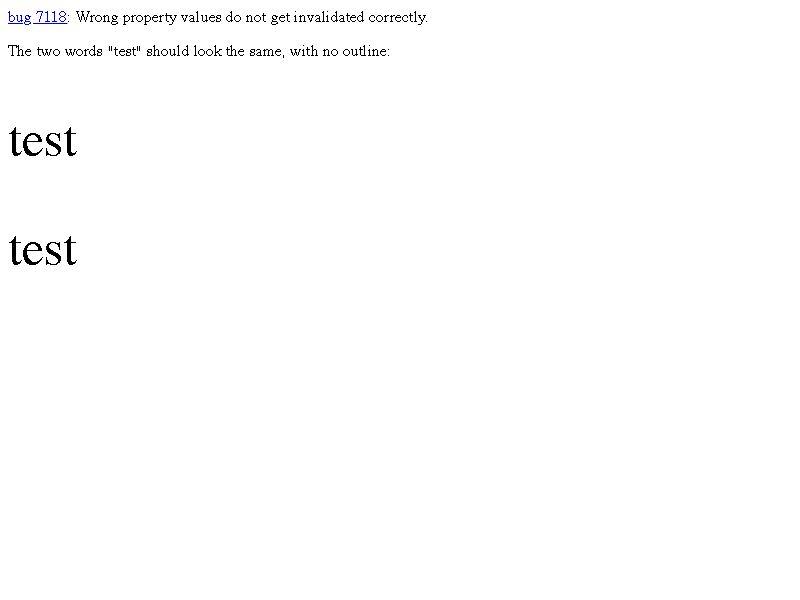 bug 7118: Wrong property values do not get invalidated correctly.
The two words "test" should look the same, with no outline:
test
test